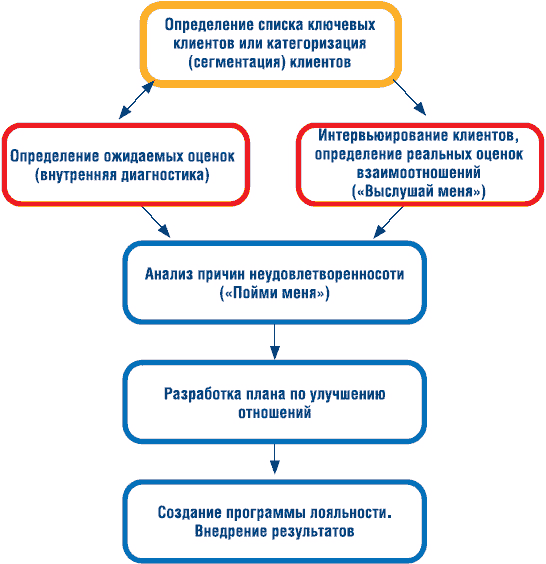 Определение списка ключевых
клиентов или категоризация
(сегментация) клиентов
Определение ожидаемых оценок
(внутренняя диагностика)
Интервьюирование клиентов,
определение реальных оценок
взаимоотношений
(«Выслушай меня»)
Анализ причин неудовлетворенносоти
(«Пойми меня»)
Разработка плана по улучшению
отношений
Создание программы лояльности.
Внедрение результатов